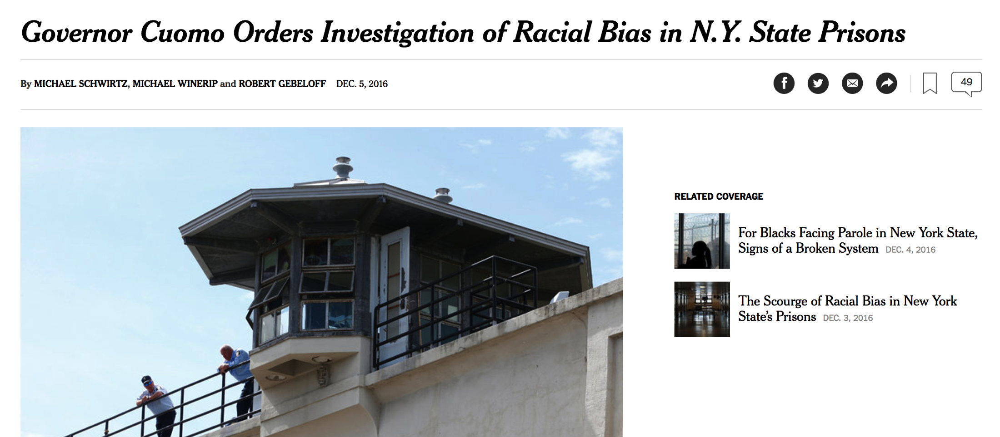 Governor Cuomo Orders Investigation of Racial Bias in N.Y. State Prisons
By MICHAEL SCHWIRTZ, MICHAEL WINERIP and ROBERT GEBELOFF DEC. 5, 2016
49
RELATED COVERAGE
For Blacks Facing Parole in New York State,
Signs of a Broken System DEC. 4, 2016
The Scourge of Racial Bias in New York
State’s Prisons DEC. 3, 2016